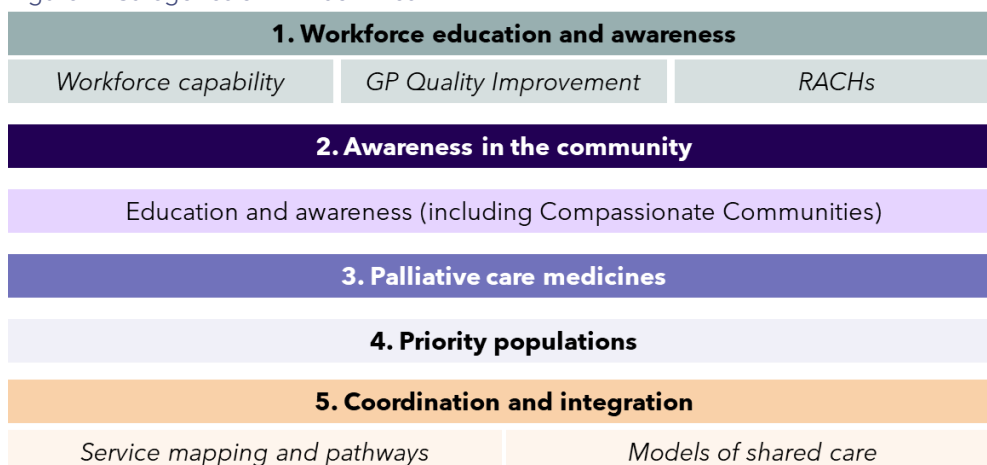 1. Workforce education and awareness
Workforce capability GP Quality Improvement RACHs
2. Awareness in the community
Education and awareness (including Compassionate Communities)
3. Palliative care medicines
4. Priority populations
5. Coordination and integration
Service mapping and pathways Models of shared care